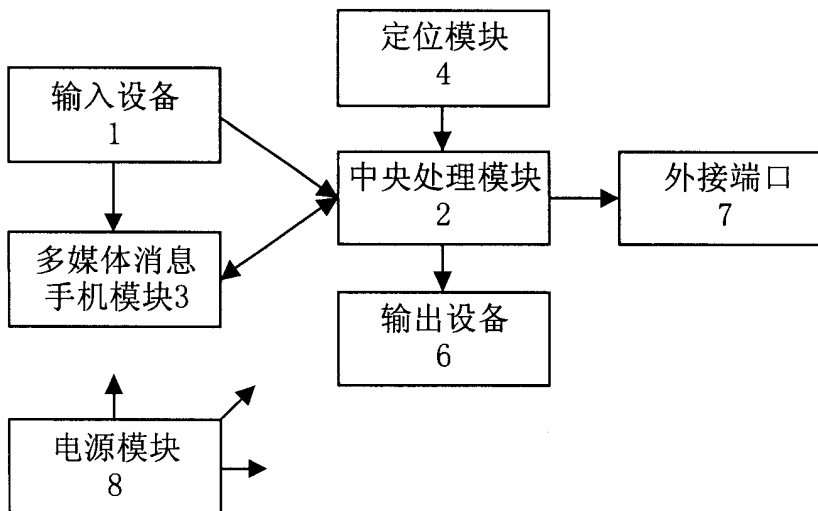 定位模块
4
输入设备
1
中央处理模块
2
外接端口
7
多媒体消息
手机模块3
输出设备
6
电源模块
8